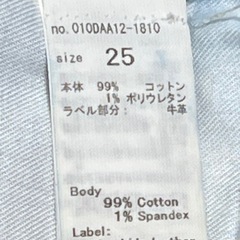 no. 010DAA12-1810
size 25
本体 99% コットン
1% ポリウレタン
ラベル部分: 牛革
Body
99% Cotton
1% Spandex
Label: